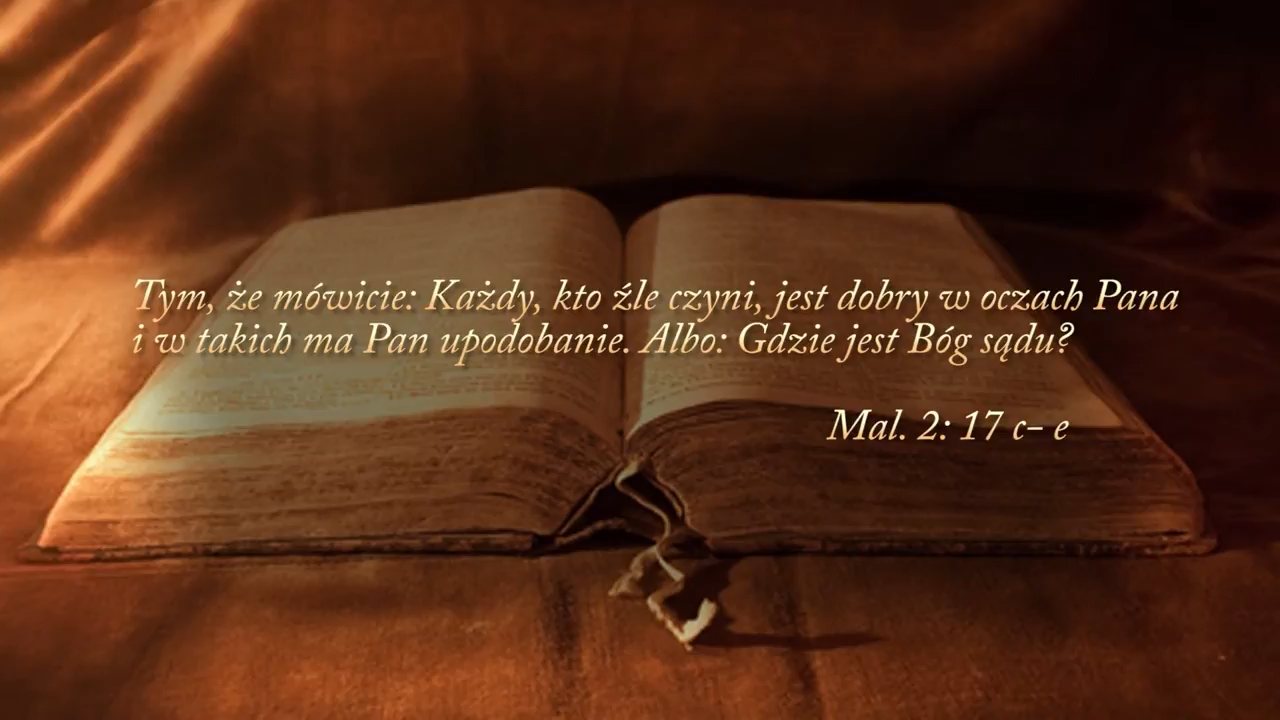 Tym, że mówicie: Każdy, kto źle czyni, jest dobry w oczach Pana
i w takich ma Pan upodobanie. Albo: Gdzie jest Bóg sądu?
Mal. 2: 17 c- e